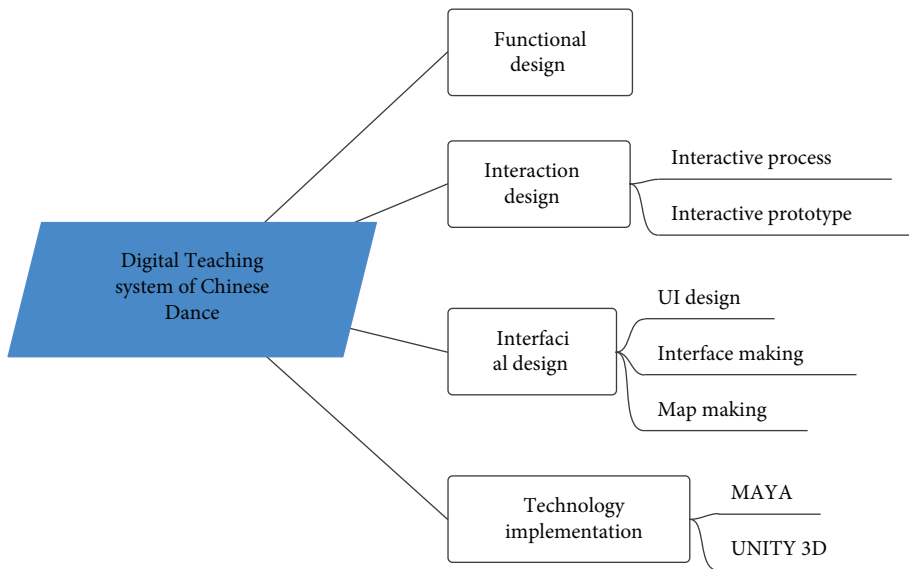 Functional
design
Interaction
design
Interactive process
Interactive prototype
Digital Teaching
system of Chinese
Dance
Interfaci
al design
UI design
Interface making
Map making
Technology
implementation
MAYA
UNITY 3D